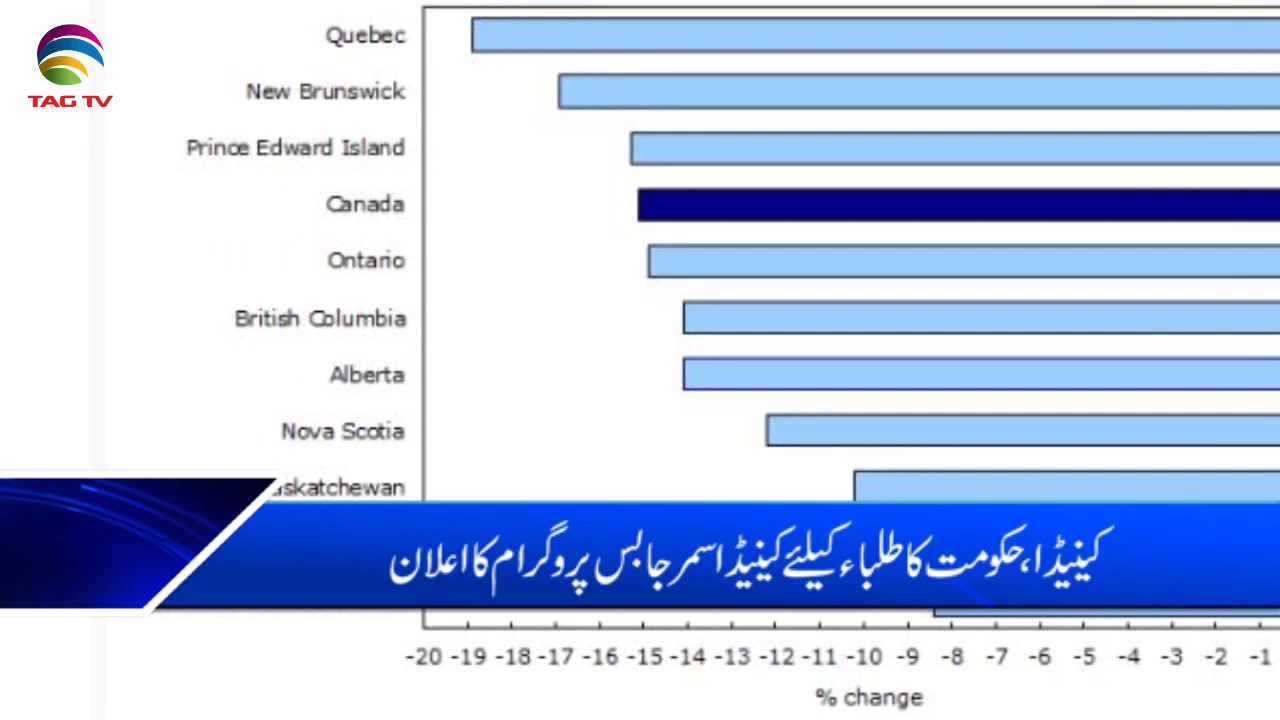 TAG TV
Quebec
New Brunswick
Prince Edward Island
Canada
Ontario
British Columbia
Alberta
Nova Scotia
askatchewan
کینیڈا، حکومت کا طلباء کیلئے کینیڈا سمر جابس پروگرام کا اعلان
-20 -19 -18 -17 -16 -15 -14 -13 -12 -11 -10 -9 -8 -7 -6 -5 -4 -3 -2 -1
% change